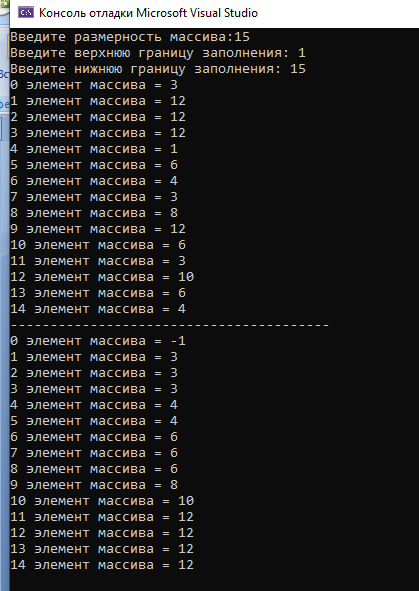 Консоль отладки Microsoft Visual Studio
Введите размерность массива:15
Введите верхнюю границу заполнения: 1
Введите нижнюю границу заполнения: 15
0 элемент массива = 3
1 элемент массива = 12
2 элемент массива = 12
3 элемент массива = 12
4 элемент массива = 1
5 элемент массива = 6
6 элемент массива = 4
7 элемент массива = 3
8 элемент массива = 8
9 элемент массива = 12
10 элемент массива = 6
11 элемент массива = 3
12 элемент массива = 10
13 элемент массива = 6
14 элемент массива = 4
----------------------------------------
0 элемент массива = -1
1 элемент массива = 3
2 элемент массива = 3
3 элемент массива = 3
4 элемент массива = 4
5 элемент массива = 4
6 элемент массива = 6
7 элемент массива = 6
8 элемент массива = 6
9 элемент массива = 8
10 элемент массива = 10
11 элемент массива = 12
12 элемент массива = 12
13 элемент массива = 12
14 элемент массива = 12